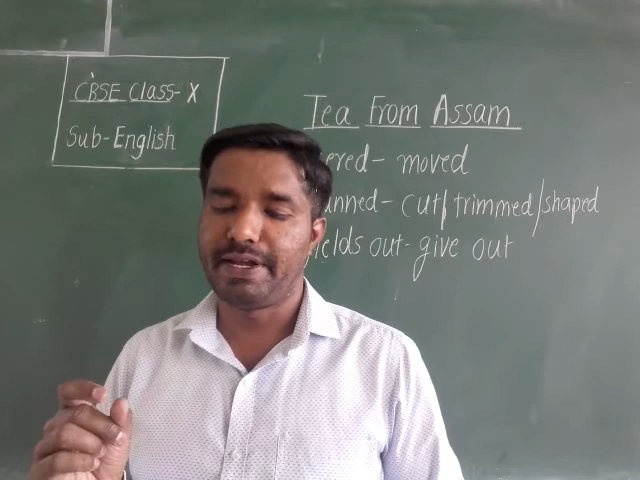 CBSE Class-X
Sub-English
Tea From Assam
ered- moved
unned- cut/trimmed/shaped
ields out- give out